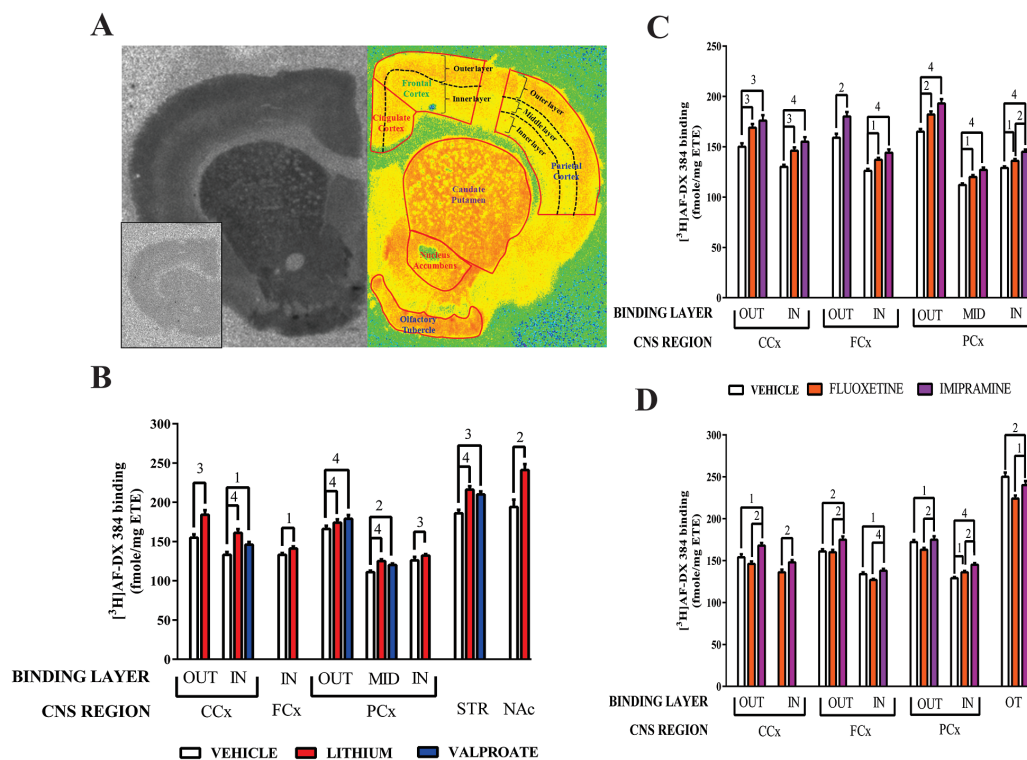 A
Outer layer
Frontal
Cortex
Inner layer
Cingulate
Cortex
Outer layer
Middle layer
Inner layer
Parietal
Cortex
Caudate
Putamen
Nucleus
Accumbens
Olfactory
Tubercle
B
[³H]AF-DX 384 binding
(fmole/mg ETE)
300
250
200
150
100
50
0
3
1
4
1
4
4
2
4
3
3
4
2
BINDING LAYER
OUT IN IN OUT MID IN
CNS REGION
CCx FCx PCx STR NAc
VEHICLE LITHIUM VALPROATE
C
[³H]AF-DX 384 binding
(fmole/mg ETE)
250
200
150
100
50
0
3
3
4
3
2
4
1
4
2
4
1
4
1
2
BINDING LAYER
OUT IN OUT IN OUT MID IN
CNS REGION
CCx FCx PCx
VEHICLE FLUOXETINE IMIPRAMINE
D
[³H]AF-DX 384 binding
(fmole/mg ETE)
300
250
200
150
100
50
0
1
2
2
2
2
1
4
1
2
4
1
2
2
1
BINDING LAYER
OUT IN OUT IN OUT IN OT
CNS REGION
CCx FCx PCx